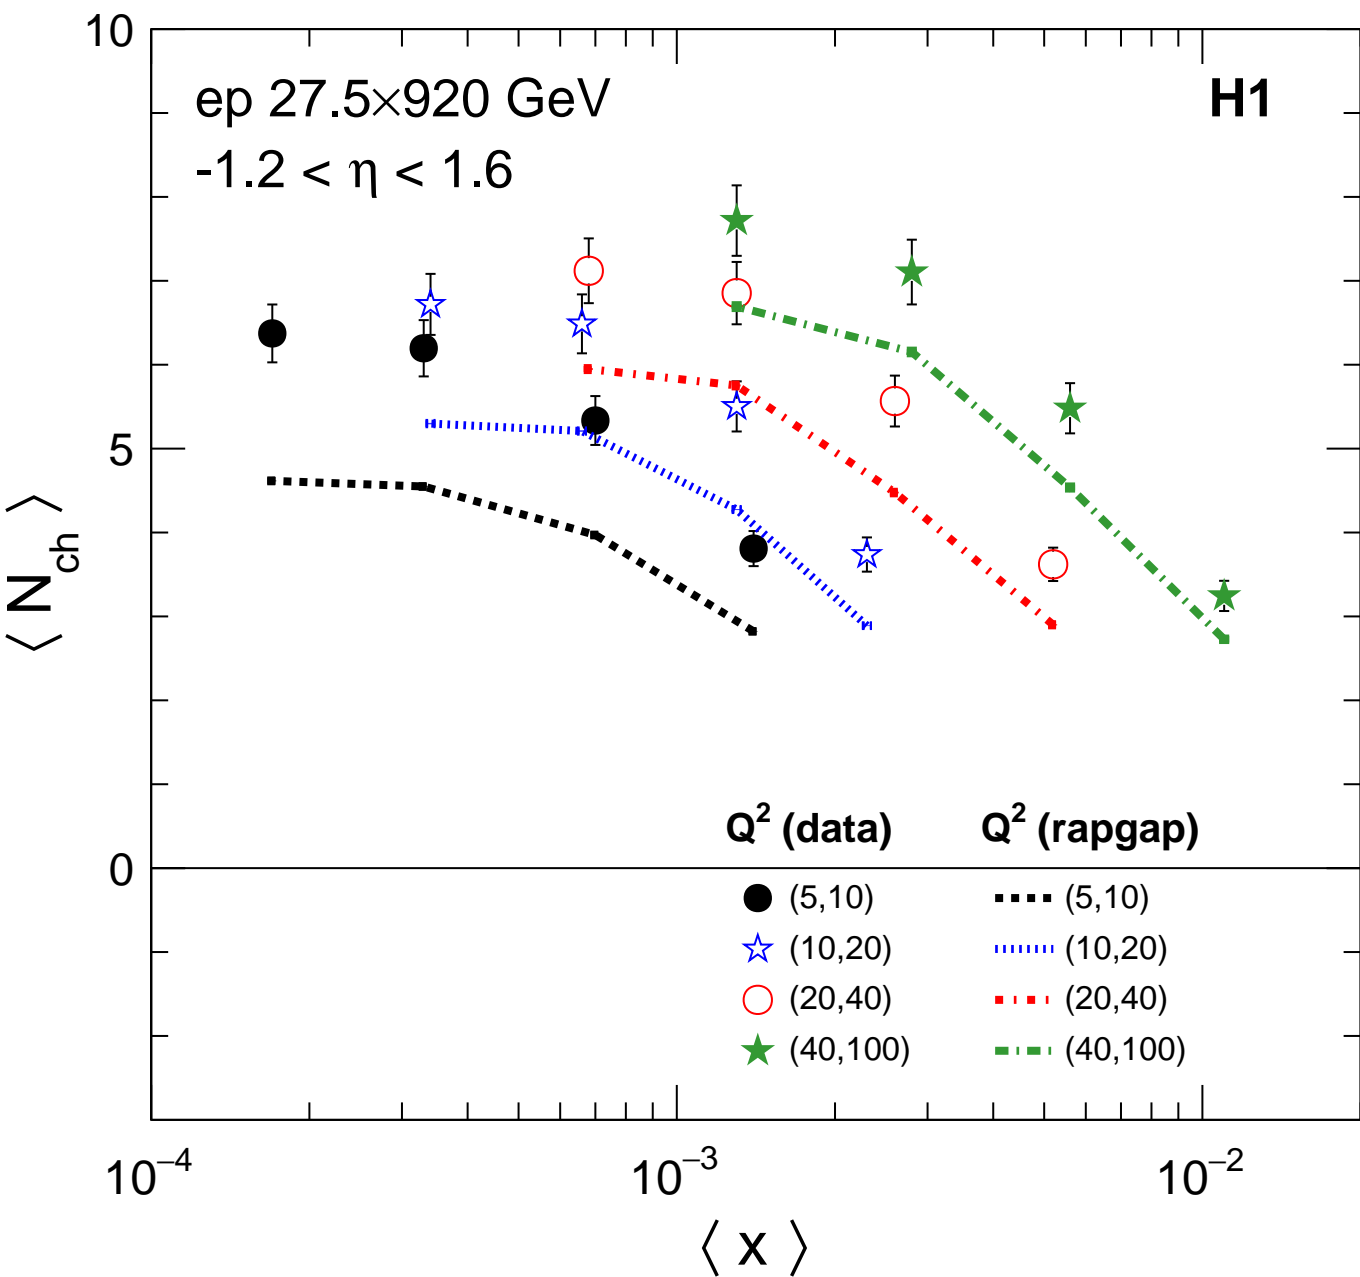 10
ep 27.5×920 GeV
H1
-1.2 < η < 1.6
5
⟨ N_ch ⟩
Q² (data) Q² (rapgap)
0
(5,10) (5,10)
(10,20) (10,20)
(20,40) (20,40)
(40,100) (40,100)
10⁻⁴ 10⁻³ 10⁻²
⟨ x ⟩